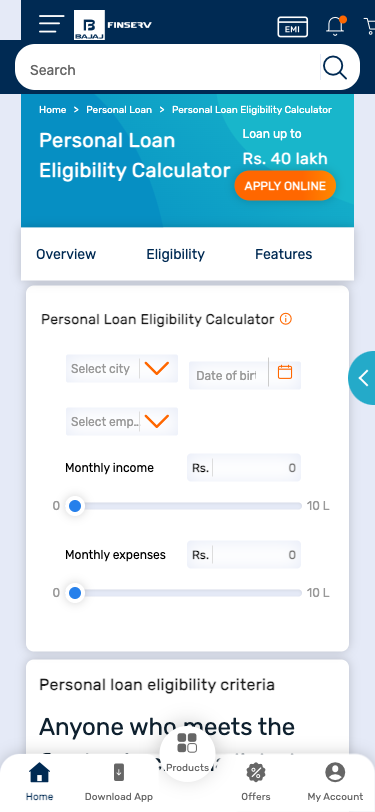 BAJAJ FINSERV
EMI
Search
Home > Personal Loan > Personal Loan Eligibility Calculator
Personal Loan
Eligibility Calculator
Loan up to
Rs. 40 lakh
APPLY ONLINE
Overview Eligibility Features
Personal Loan Eligibility Calculator
Select city
Date of birt
Select emp..
Monthly income Rs. 0
0 10 L
Monthly expenses Rs. 0
0 10 L
Personal loan eligibility criteria
Anyone who meets the
Home Download App Products Offers My Account